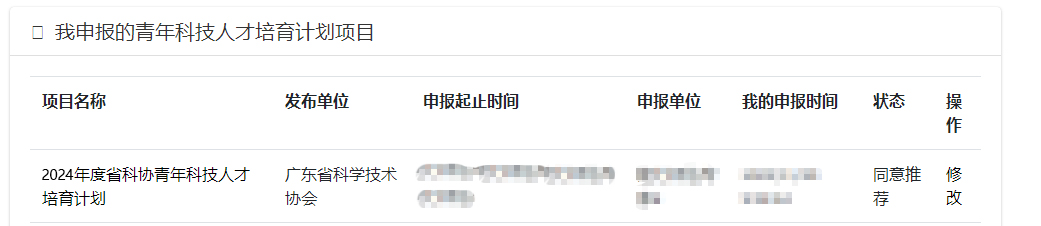 我申报的青年科技人才培育计划项目
项目名称 发布单位 申报起止时间 申报单位 我的申报时间 状态 操
作
2024年度省科协青年科技人才 广东省科学技术 同意推 修
培育计划 协会 荐 改